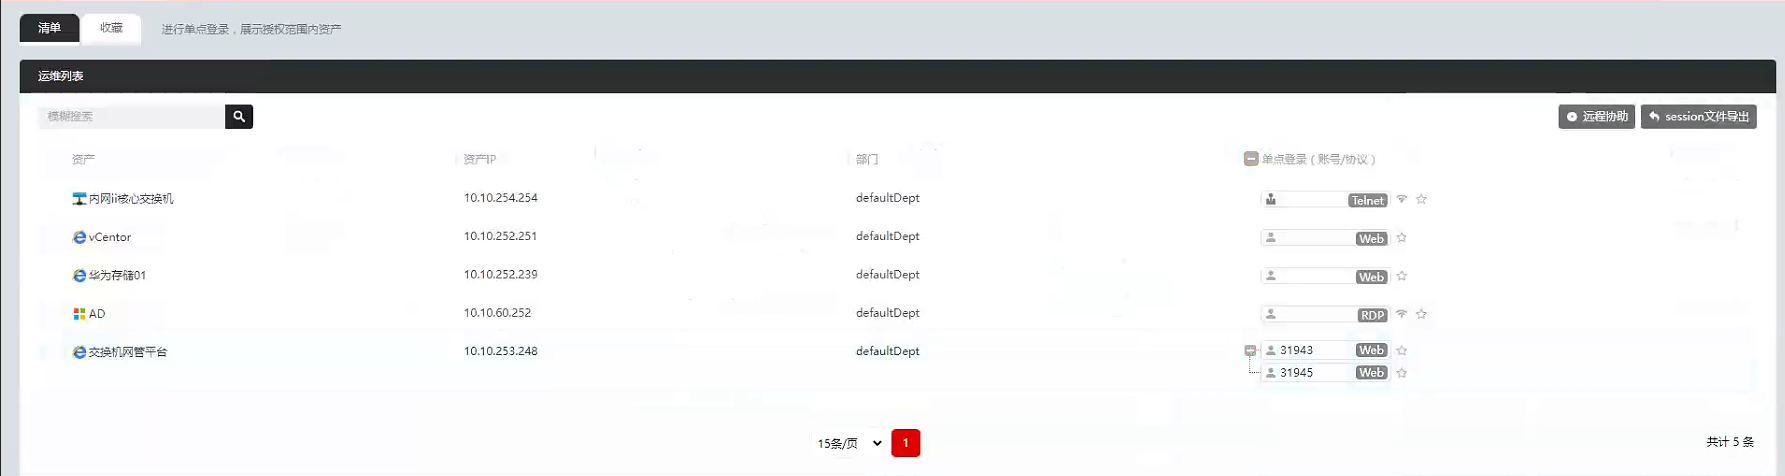 清单 收藏 进行单点登录，展示授权范围内资产
运维列表
模糊搜索 远程协助 session文件导出
资产 资产IP 部门 单点登录（账号/协议）
内网ii核心交换机 10.10.254.254 defaultDept Telnet
vCentor 10.10.252.251 defaultDept Web
华为存储01 10.10.252.239 defaultDept Web
AD 10.10.60.252 defaultDept RDP
交换机网管平台 10.10.253.248 defaultDept 31943 Web
31945 Web
15条/页 1 共计 5 条